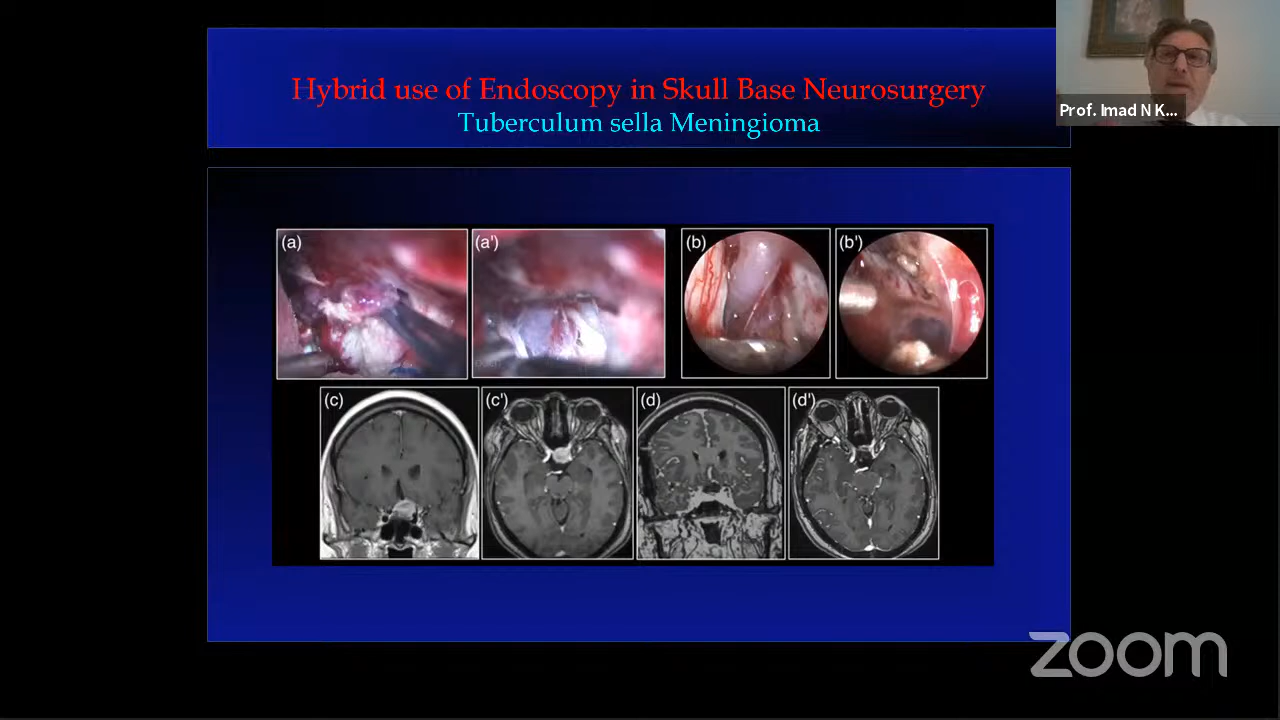 Hybrid use of Endoscopy in Skull Base Neurosurgery
Tuberculum sella Meningioma
Prof. Imad N K...
(a)
(a')
(b)
(b')
(c)
(c')
(d)
(d')
zoom